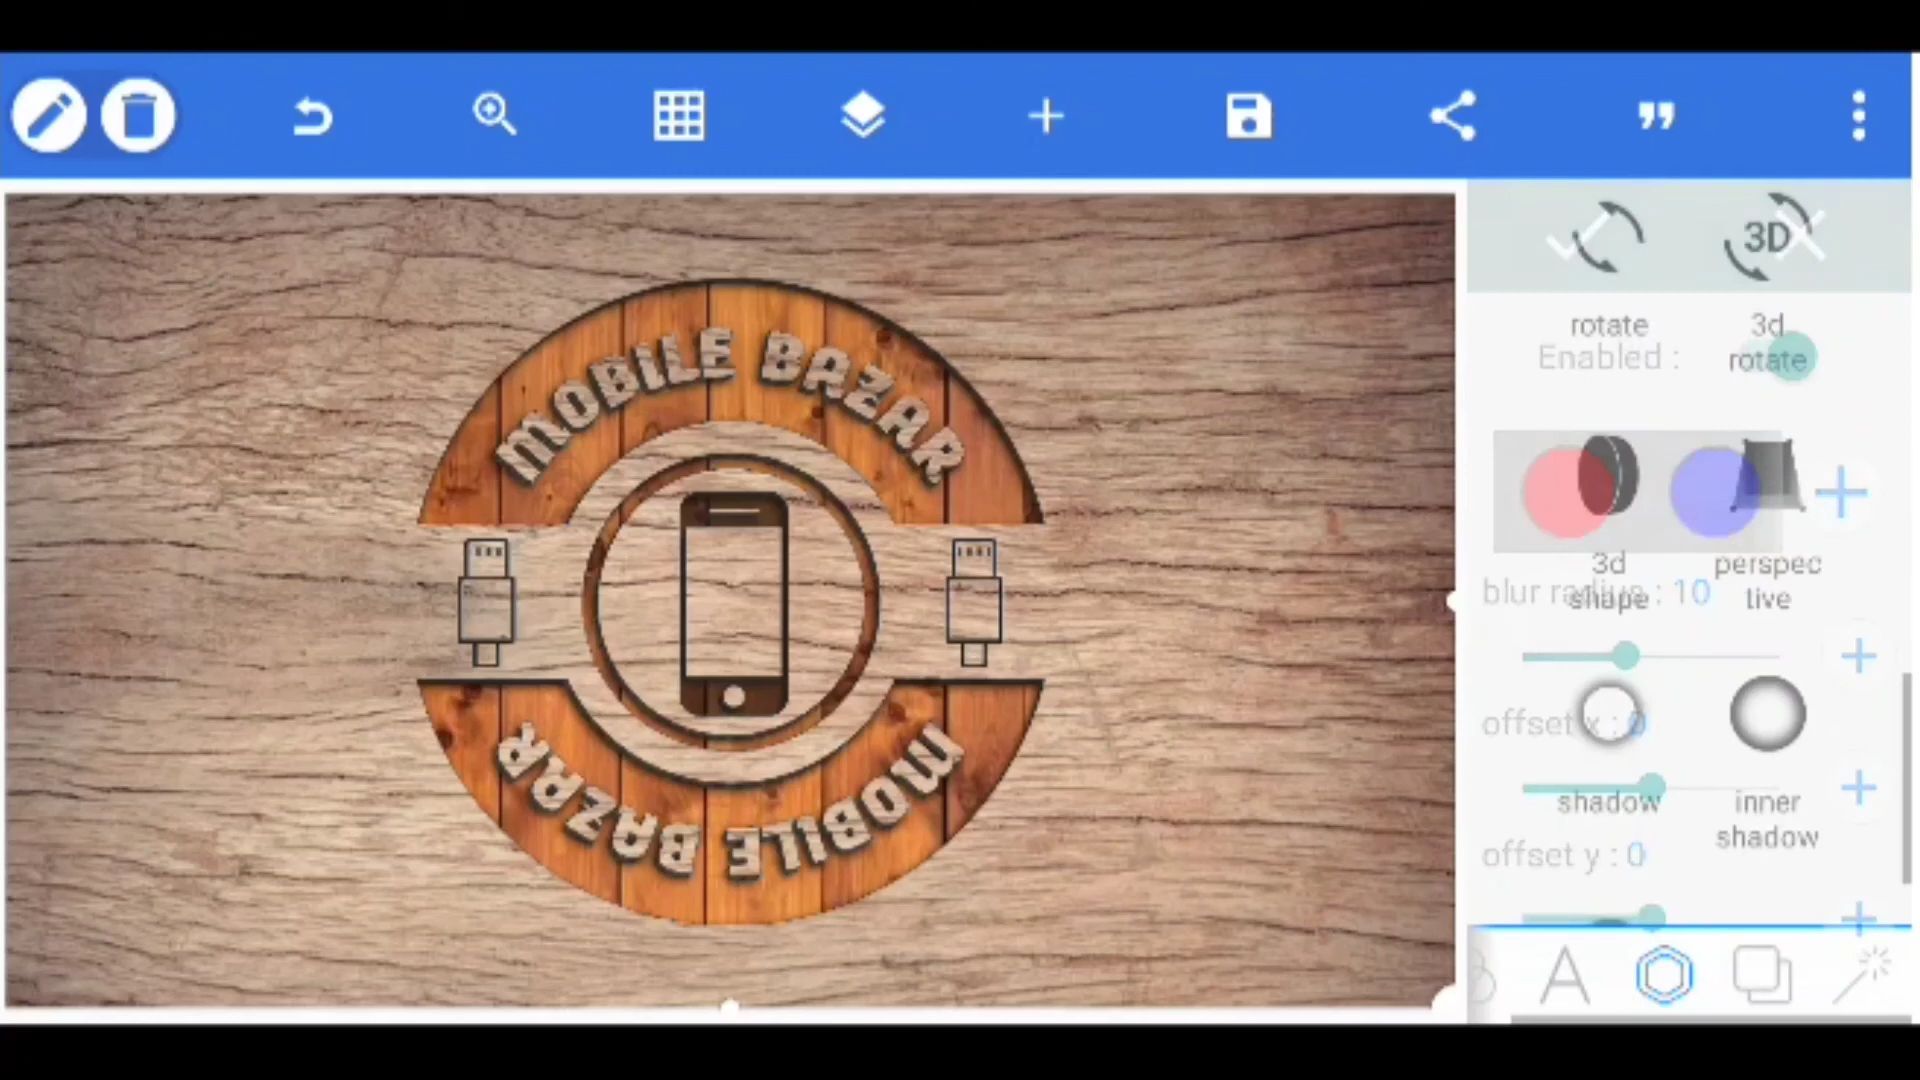 3D
rotate
3d
rotate
Enabled :
MOBILE BAZAR
3d
shape
perspec
tive
blur radius : 10
offset x : 0
shadow
inner
shadow
offset y : 0
MOBILE BAZAR
A